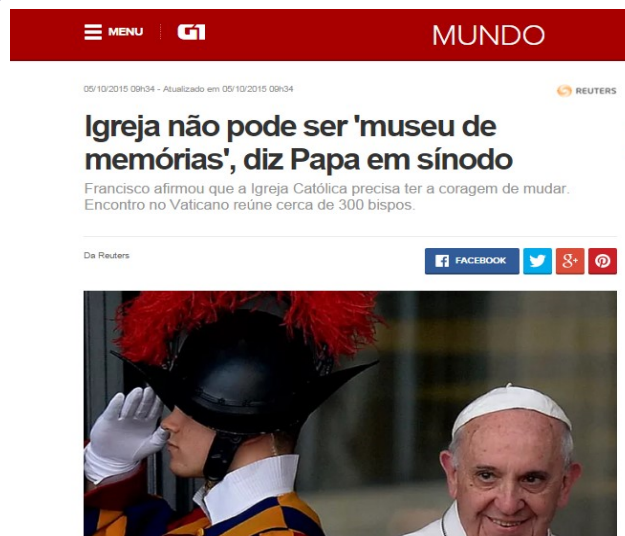 MENU G1 MUNDO
05/10/2015 09h34 - Atualizado em 05/10/2015 09h34 REUTERS
Igreja não pode ser 'museu de
memórias', diz Papa em sínodo
Francisco afirmou que a Igreja Católica precisa ter a coragem de mudar.
Encontro no Vaticano reúne cerca de 300 bispos.
Da Reuters FACEBOOK